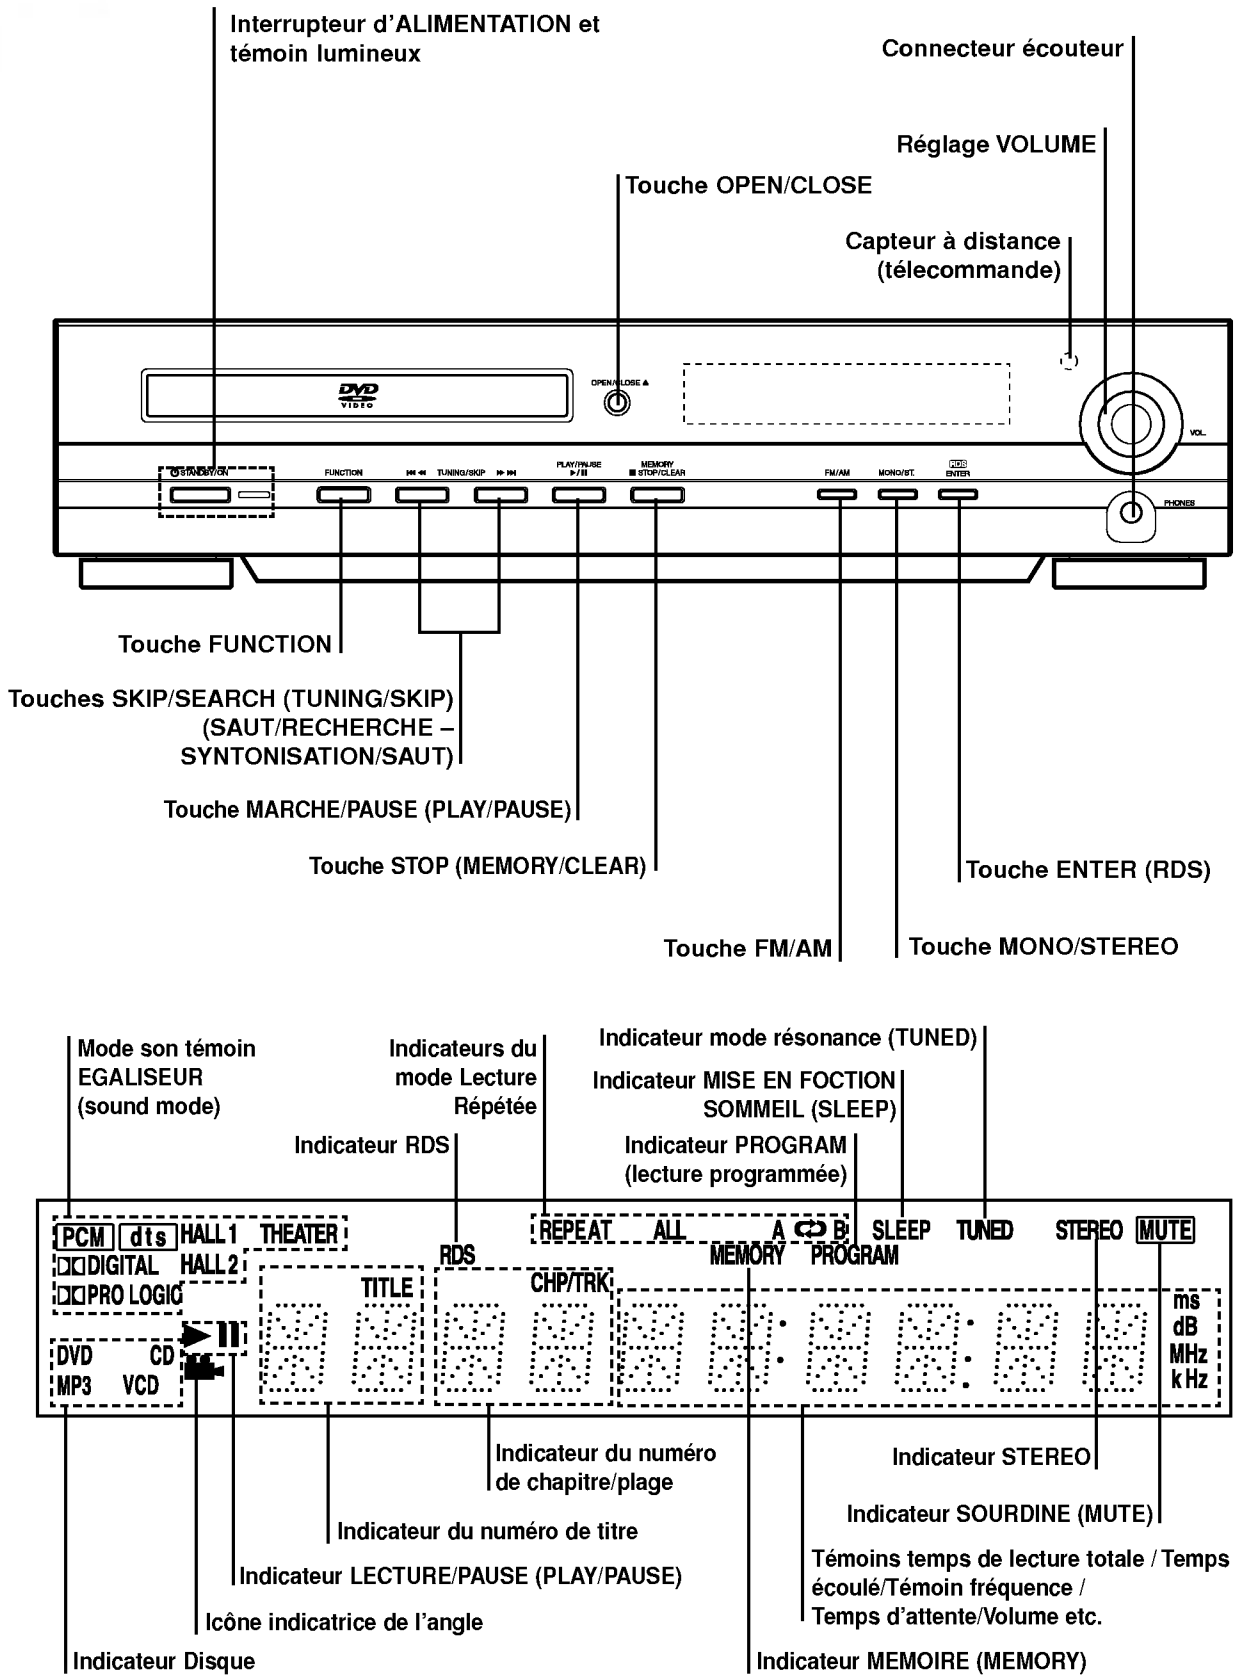 Interrupteur d'ALIMENTATION et
témoin lumineux
Connecteur écouteur
Réglage VOLUME
Touche OPEN/CLOSE
Capteur à distance
(télecommande)
DVD
VIDEO
OPEN/CLOSE ▲
VOL.
STANDBY/ON
FUNCTION
⏮ ◀◀ TUNING/SKIP ▶▶ ⏭
PLAY/PAUSE
▶/❚❚
MEMORY
■ STOP/CLEAR
FM/AM
MONO/ST.
RDS
ENTER
PHONES
Touche FUNCTION
Touches SKIP/SEARCH (TUNING/SKIP)
(SAUT/RECHERCHE –
SYNTONISATION/SAUT)
Touche MARCHE/PAUSE (PLAY/PAUSE)
Touche STOP (MEMORY/CLEAR)
Touche ENTER (RDS)
Touche FM/AM
Touche MONO/STEREO
Mode son témoin
EGALISEUR
(sound mode)
Indicateurs du
mode Lecture
Répétée
Indicateur mode résonance (TUNED)
Indicateur MISE EN FOCTION
SOMMEIL (SLEEP)
Indicateur RDS
Indicateur PROGRAM
(lecture programmée)
PCM dts HALL 1 THEATER
REPEAT ALL A B SLEEP TUNED STEREO MUTE
DIGITAL HALL 2
RDS
MEMORY PROGRAM
PRO LOGIC
TITLE
CHP/TRK
ms
dB
MHz
kHz
DVD CD
MP3 VCD
Indicateur du numéro
de chapitre/plage
Indicateur STEREO
Indicateur du numéro de titre
Indicateur SOURDINE (MUTE)
Indicateur LECTURE/PAUSE (PLAY/PAUSE)
Témoins temps de lecture totale / Temps
écoulé/Témoin fréquence /
Temps d'attente/Volume etc.
Icône indicatrice de l'angle
Indicateur Disque
Indicateur MEMOIRE (MEMORY)